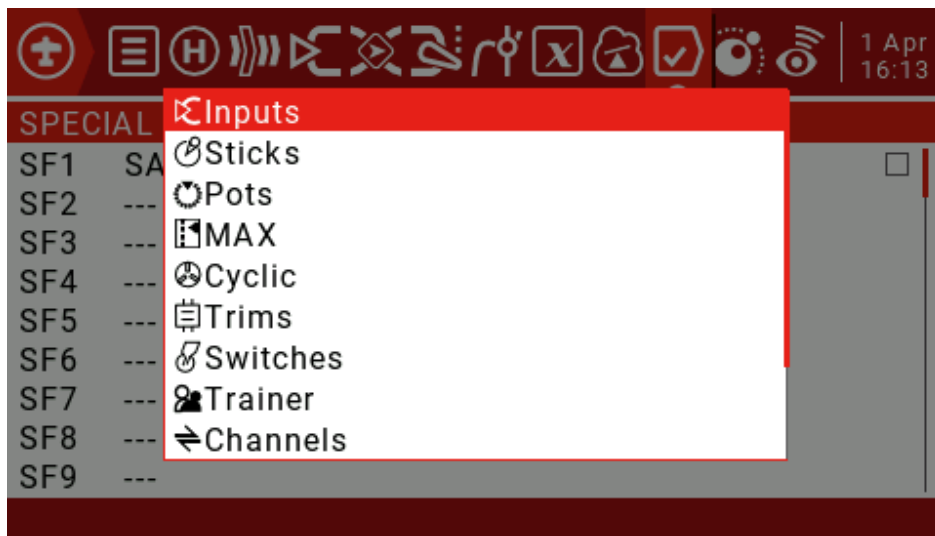 H x 1 Apr
16:13
SPECIAL
Inputs
SF1 SA Sticks
SF2 --- Pots
SF3 --- MAX
SF4 --- Cyclic
SF5 --- Trims
SF6 --- Switches
SF7 --- Trainer
SF8 --- Channels
SF9 ---